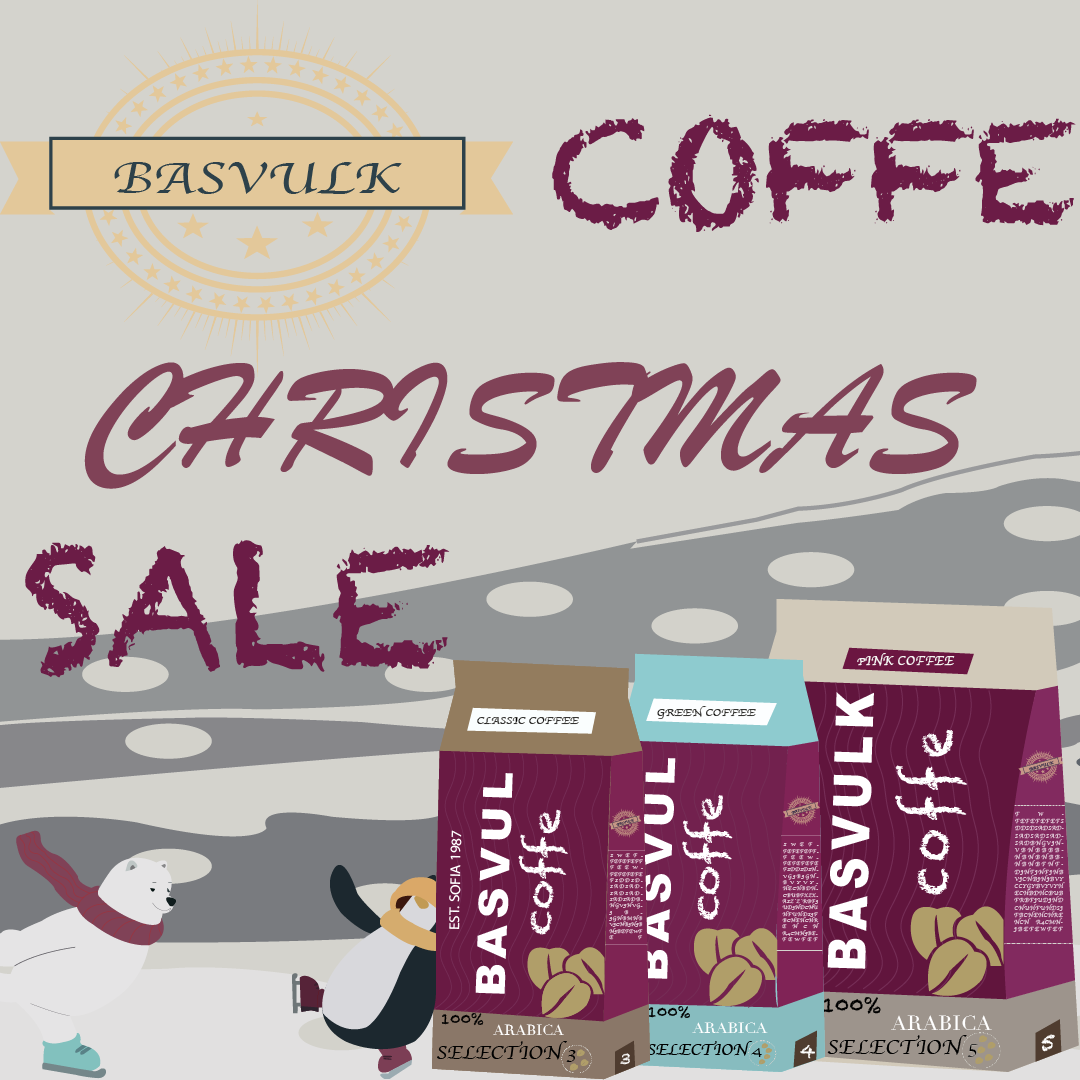 BASVULK
COFFE
CHRISTMAS
SALE
CLASSIC COFFEE
EST. SOFIA 1987
BASVUL
coffe
100%
ARABICA
SELECTION 3
3
GREEN COFFEE
BASVUL
coffe
100%
ARABICA
SELECTION 4
4
PINK COFFEE
BASVULK
coffe
100%
ARABICA
SELECTION 5
5